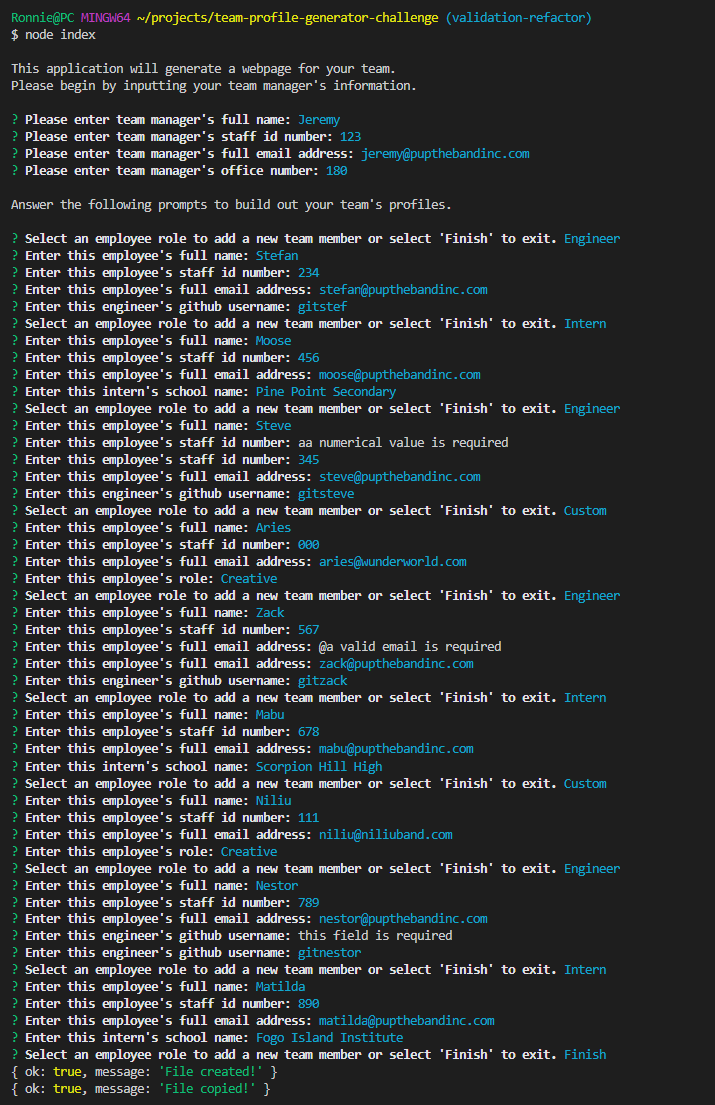 Ronnie@PC MINGW64 ~/projects/team-profile-generator-challenge (validation-refactor)
$ node index
This application will generate a webpage for your team.
Please begin by inputting your team manager's information.
? Please enter team manager's full name: Jeremy
? Please enter team manager's staff id number: 123
? Please enter team manager's full email address: jeremy@pupthebandinc.com
? Please enter team manager's office number: 180
Answer the following prompts to build out your team's profiles.
? Select an employee role to add a new team member or select 'Finish' to exit. Engineer
? Enter this employee's full name: Stefan
? Enter this employee's staff id number: 234
? Enter this employee's full email address: stefan@pupthebandinc.com
? Enter this engineer's github username: gitstef
? Select an employee role to add a new team member or select 'Finish' to exit. Intern
? Enter this employee's full name: Moose
? Enter this employee's staff id number: 456
? Enter this employee's full email address: moose@pupthebandinc.com
? Enter this intern's school name: Pine Point Secondary
? Select an employee role to add a new team member or select 'Finish' to exit. Engineer
? Enter this employee's full name: Steve
? Enter this employee's staff id number: aa numerical value is required
? Enter this employee's staff id number: 345
? Enter this employee's full email address: steve@pupthebandinc.com
? Enter this engineer's github username: gitsteve
? Select an employee role to add a new team member or select 'Finish' to exit. Custom
? Enter this employee's full name: Aries
? Enter this employee's staff id number: 000
? Enter this employee's full email address: aries@wunderworld.com
? Enter this employee's role: Creative
? Select an employee role to add a new team member or select 'Finish' to exit. Engineer
? Enter this employee's full name: Zack
? Enter this employee's staff id number: 567
? Enter this employee's full email address: @a valid email is required
? Enter this employee's full email address: zack@pupthebandinc.com
? Enter this engineer's github username: gitzack
? Select an employee role to add a new team member or select 'Finish' to exit. Intern
? Enter this employee's full name: Mabu
? Enter this employee's staff id number: 678
? Enter this employee's full email address: mabu@pupthebandinc.com
? Enter this intern's school name: Scorpion Hill High
? Select an employee role to add a new team member or select 'Finish' to exit. Custom
? Enter this employee's full name: Niliu
? Enter this employee's staff id number: 111
? Enter this employee's full email address: niliu@niliuband.com
? Enter this employee's role: Creative
? Select an employee role to add a new team member or select 'Finish' to exit. Engineer
? Enter this employee's full name: Nestor
? Enter this employee's staff id number: 789
? Enter this employee's full email address: nestor@pupthebandinc.com
? Enter this engineer's github username: this field is required
? Enter this engineer's github username: gitnestor
? Select an employee role to add a new team member or select 'Finish' to exit. Intern
? Enter this employee's full name: Matilda
? Enter this employee's staff id number: 890
? Enter this employee's full email address: matilda@pupthebandinc.com
? Enter this intern's school name: Fogo Island Institute
? Select an employee role to add a new team member or select 'Finish' to exit. Finish
{ ok: true, message: 'File created!' }
{ ok: true, message: 'File copied!' }